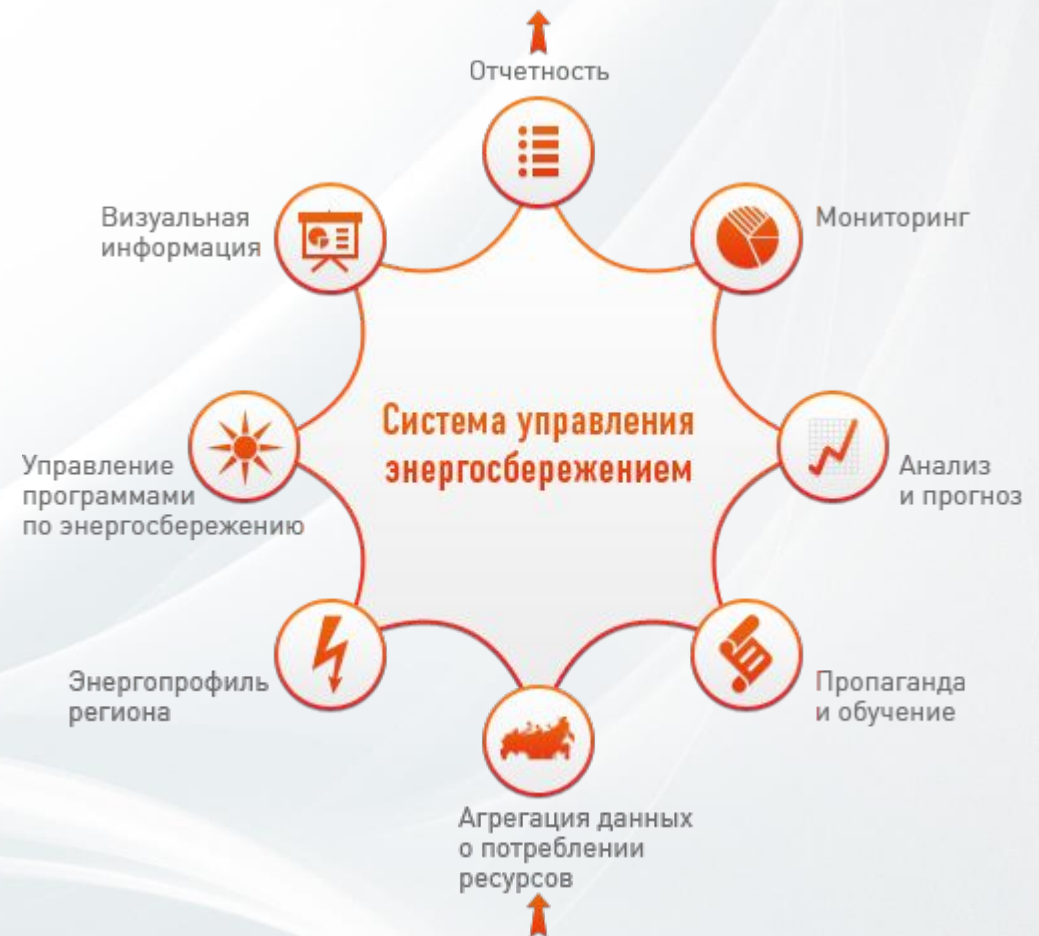 Отчетность
Визуальная
информация
Мониторинг
Система управления
энергосбережением
Управление
программами
по энергосбережению
Анализ
и прогноз
Энергопрофиль
региона
Пропаганда
и обучение
Агрегация данных
о потреблении
ресурсов